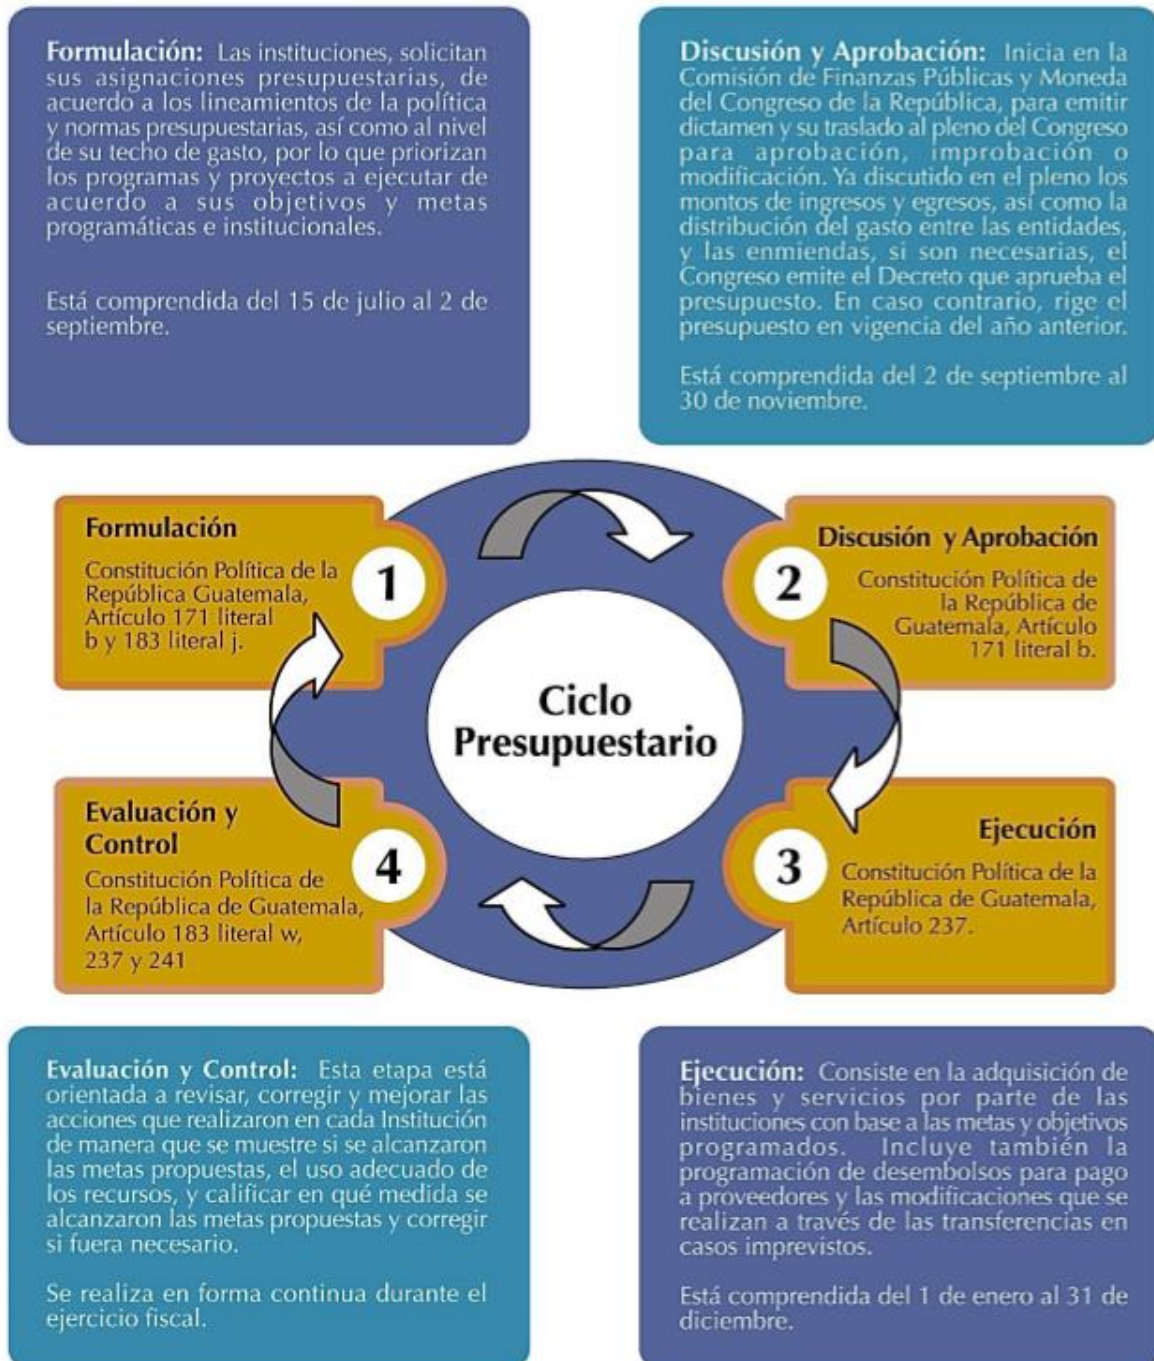 Formulación: Las instituciones, solicitan
sus asignaciones presupuestarias, de
acuerdo a los lineamientos de la política
y normas presupuestarias, así como al nivel
de su techo de gasto, por lo que priorizan
los programas y proyectos a ejecutar de
acuerdo a sus objetivos y metas
programáticas e institucionales.
Está comprendida del 15 de julio al 2 de
septiembre.
Discusión y Aprobación: Inicia en la
Comisión de Finanzas Públicas y Moneda
del Congreso de la República, para emitir
dictamen y su traslado al pleno del Congreso
para aprobación, improbación o
modificación. Ya discutido en el pleno los
montos de ingresos y egresos, así como la
distribución del gasto entre las entidades,
y las enmiendas, si son necesarias, el
Congreso emite el Decreto que aprueba el
presupuesto. En caso contrario, rige el
presupuesto en vigencia del año anterior.
Está comprendida del 2 de septiembre al
30 de noviembre.
Formulación
Constitución Política de la
República Guatemala,
Artículo 171 literal
b y 183 literal j.
1
2
Discusión y Aprobación
Constitución Política de
la República de
Guatemala, Artículo
171 literal b.
Ciclo
Presupuestario
Evaluación y
Control
Constitución Política de
la República de Guatemala,
Artículo 183 literal w,
237 y 241
4
3
Ejecución
Constitución Política de la
República de Guatemala,
Artículo 237.
Evaluación y Control: Esta etapa está
orientada a revisar, corregir y mejorar las
acciones que realizaron en cada Institución
de manera que se muestre si se alcanzaron
las metas propuestas, el uso adecuado de
los recursos, y calificar en qué medida se
alcanzaron las metas propuestas y corregir
si fuera necesario.
Se realiza en forma continua durante el
ejercicio fiscal.
Ejecución: Consiste en la adquisición de
bienes y servicios por parte de las
instituciones con base a las metas y objetivos
programados. Incluye también la
programación de desembolsos para pago
a proveedores y las modificaciones que se
realizan a través de las transferencias en
casos imprevistos.
Está comprendida del 1 de enero al 31 de
diciembre.